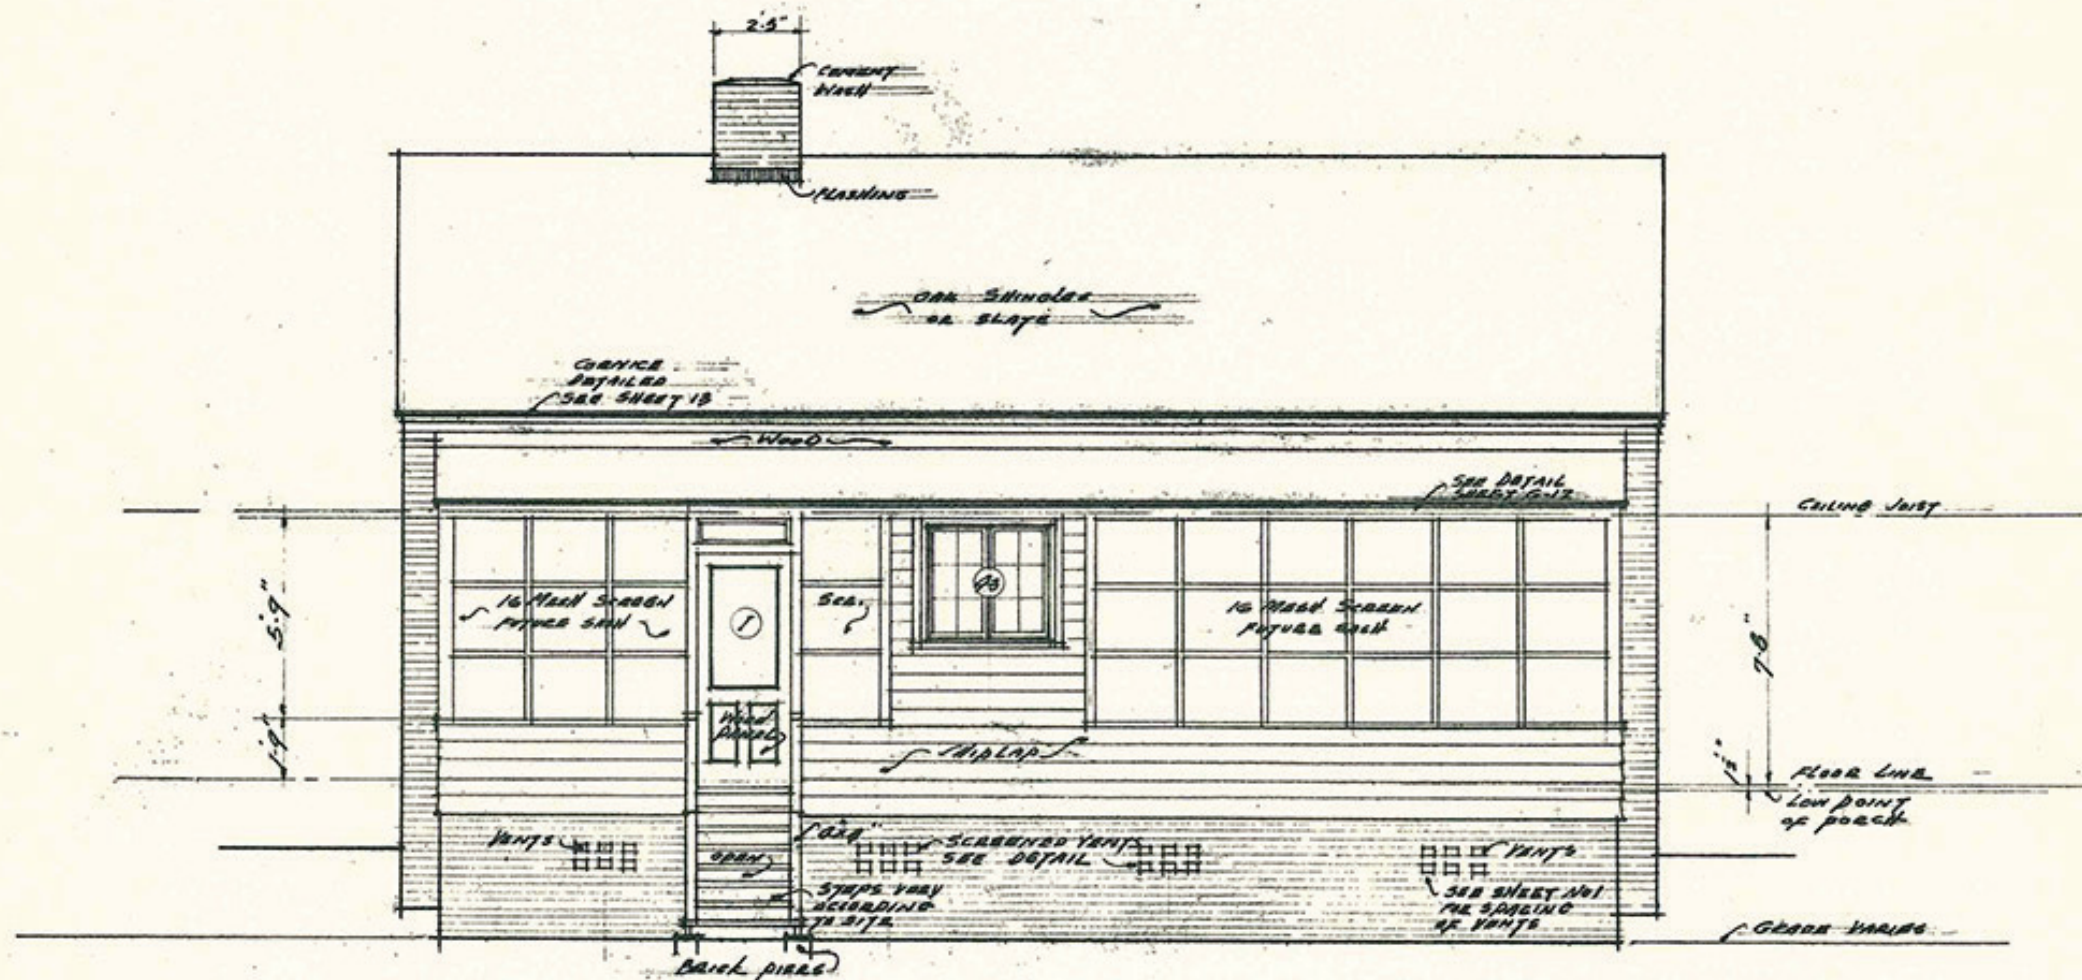 2'-5"
CEMENT
WASH
FLASHING
OAK SHINGLES
OR SLATE
CORNICE
DETAILED
SEE SHEET 13
WOOD
SEE DETAIL
CEILING JOIST
16 MESH SCREEN
FUTURE SASH
SCR.
16 MESH SCREEN
FUTURE SASH
5'-9"
7'-8"
WOOD
PANEL
1'-9"
SHIPLAP
FLOOR LINE
LOW POINT
OF PORCH
VENTS
OPEN
SCREENED VENTS
SEE DETAIL
VENTS
STEPS VARY
ACCORDING
TO SITE
SEE SHEET NO1
FOR SPACING
OF VENTS
GRADE VARIES
BRICK PIERS